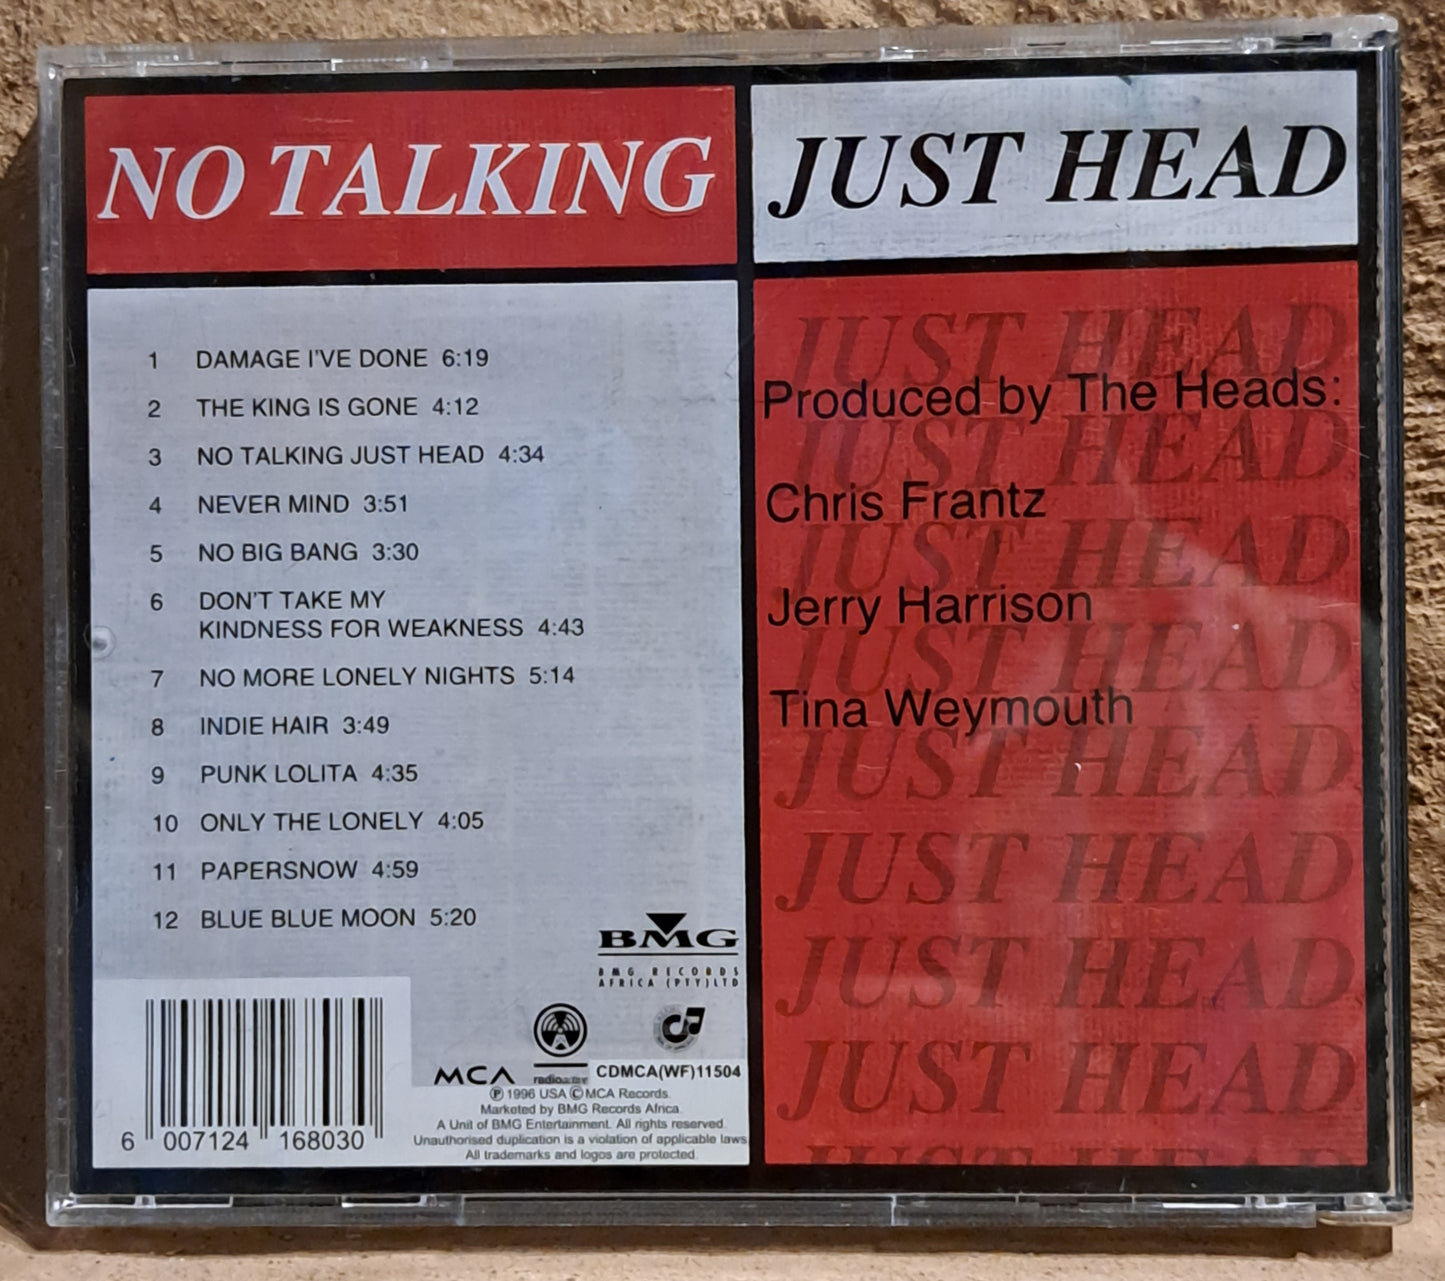 NO TALKING
JUST HEAD
1 DAMAGE I'VE DONE 6:19
2 THE KING IS GONE 4:12
3 NO TALKING JUST HEAD 4:34
4 NEVER MIND 3:51
5 NO BIG BANG 3:30
6 DON'T TAKE MY
KINDNESS FOR WEAKNESS 4:43
7 NO MORE LONELY NIGHTS 5:14
8 INDIE HAIR 3:49
9 PUNK LOLITA 4:35
10 ONLY THE LONELY 4:05
11 PAPERSNOW 4:59
12 BLUE BLUE MOON 5:20
BMG
BMG RECORDS
AFRICA (PTY) LTD
MCA
radioactive
CDMCA(WF)11504
℗ 1996 USA © MCA Records.
Marketed by BMG Records Africa.
A Unit of BMG Entertainment. All rights reserved.
Unauthorised duplication is a violation of applicable laws
All trademarks and logos are protected.
6 007124 168030
JUST HEAD
Produced by The Heads:
JUST HEAD
Chris Frantz
JUST HEAD
Jerry Harrison
JUST HEAD
Tina Weymouth
JUST HEAD
JUST HEAD
JUST HEAD
JUST HEAD
JUST HEAD